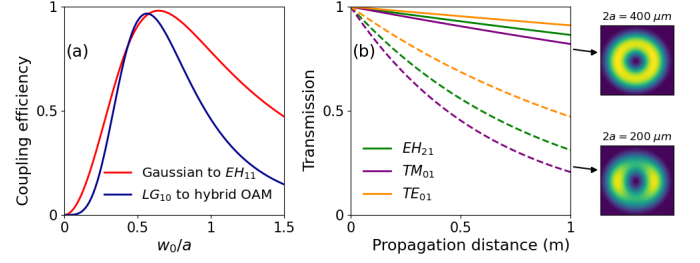 (a)
Coupling efficiency
1
0.5
0
Gaussian to EH₁₁
LG₁₀ to hybrid OAM
0
0.5
1
1.5
w₀/a
(b)
Transmission
1
0.5
0
EH₂₁
TM₀₁
TE₀₁
0
0.5
1
Propagation distance (m)
2a = 400 μm
2a = 200 μm